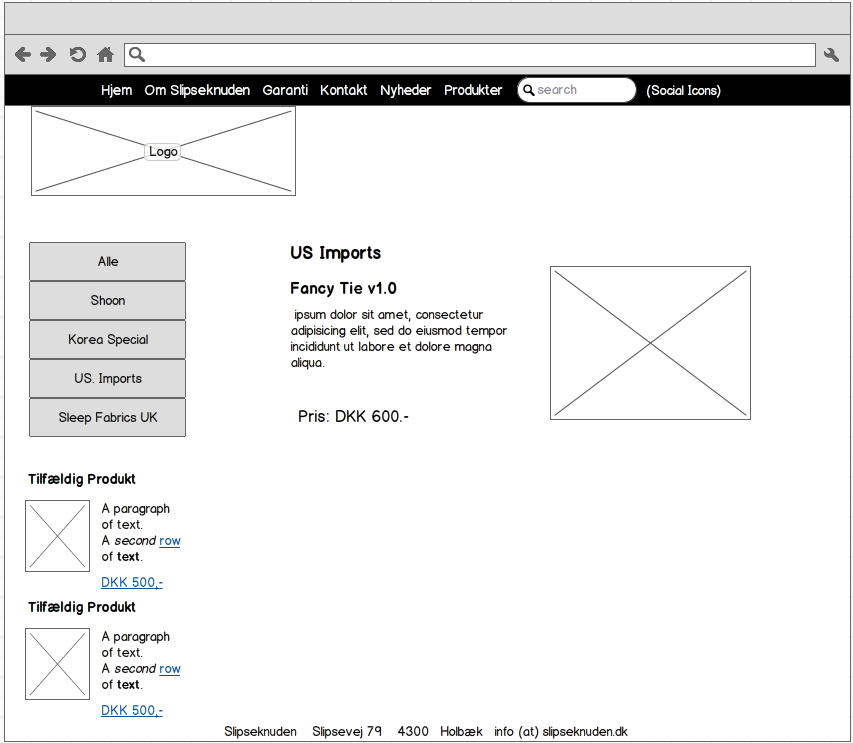 Hjem Om Slipseknuden Garanti Kontakt Nyheder Produkter search (Social Icons)
Logo
Alle
Shoon
Korea Special
US. Imports
Sleep Fabrics UK
US Imports
Fancy Tie v1.0
ipsum dolor sit amet, consectetur
adipisicing elit, sed do eiusmod tempor
incididunt ut labore et dolore magna
aliqua.
Pris: DKK 600.-
Tilfældig Produkt
A paragraph
of text.
A second row
of text.
DKK 500,-
Tilfældig Produkt
A paragraph
of text.
A second row
of text.
DKK 500,-
Slipseknuden Slipsevej 79 4300 Holbæk info (at) slipseknuden.dk